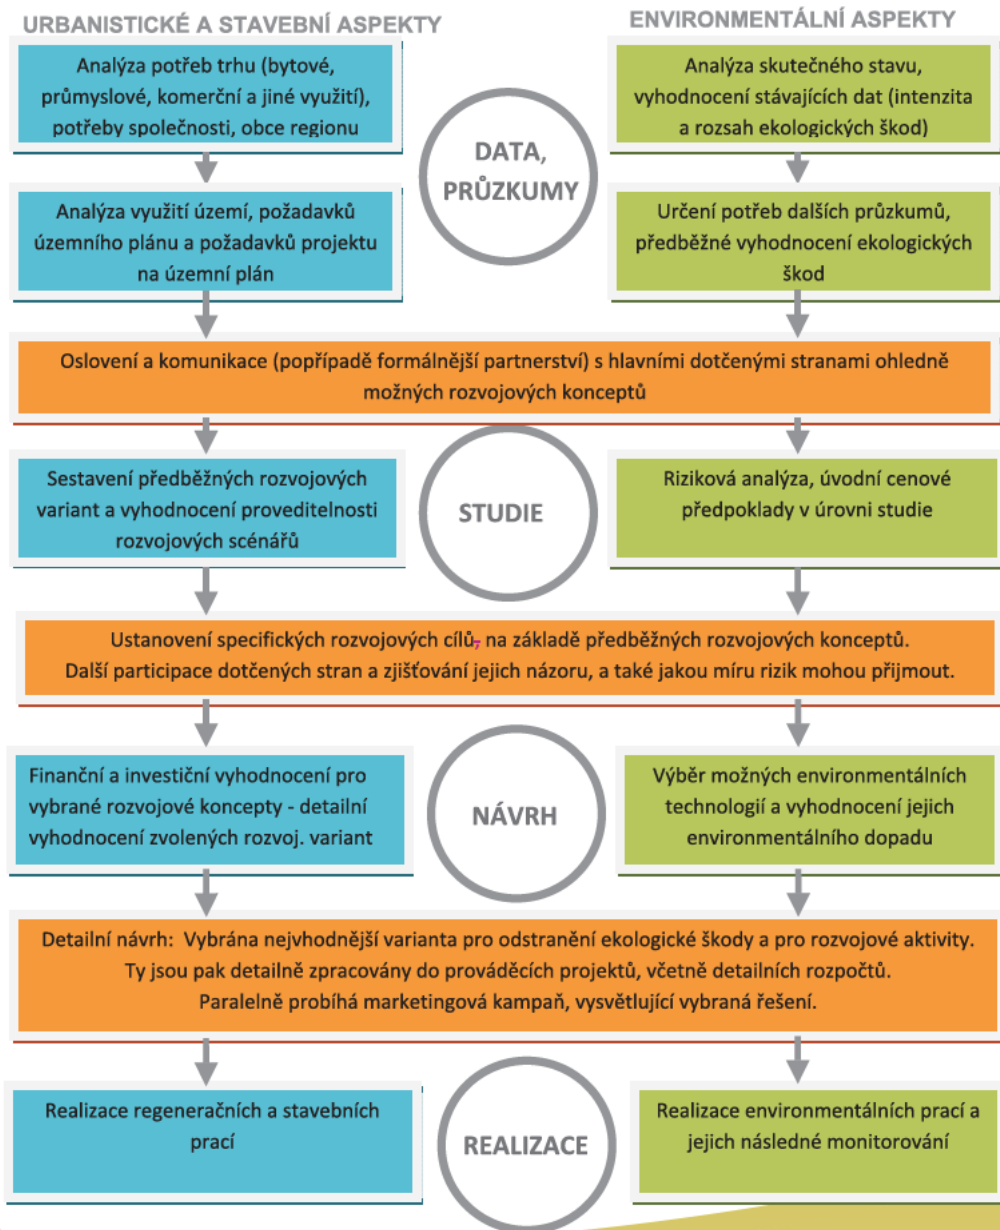 URBANISTICKÉ A STAVEBNÍ ASPEKTY
ENVIRONMENTÁLNÍ ASPEKTY
Analýza potřeb trhu (bytové,
průmyslové, komerční a jiné využití),
potřeby společnosti, obce regionu
DATA,
PRŮZKUMY
Analýza skutečného stavu,
vyhodnocení stávajících dat (intenzita
a rozsah ekologických škod)
Analýza využití území, požadavků
územního plánu a požadavků projektu
na územní plán
Určení potřeb dalších průzkumů,
předběžné vyhodnocení ekologických
škod
Oslovení a komunikace (popřípadě formálnější partnerství) s hlavními dotčenými stranami ohledně
možných rozvojových konceptů
Sestavení předběžných rozvojových
variant a vyhodnocení proveditelnosti
rozvojových scénářů
STUDIE
Riziková analýza, úvodní cenové
předpoklady v úrovni studie
Ustanovení specifických rozvojových cílů, na základě předběžných rozvojových konceptů.
Další participace dotčených stran a zjišťování jejich názoru, a také jakou míru rizik mohou přijmout.
Finanční a investiční vyhodnocení pro
vybrané rozvojové koncepty - detailní
vyhodnocení zvolených rozvoj. variant
NÁVRH
Výběr možných environmentálních
technologií a vyhodnocení jejich
environmentálního dopadu
Detailní návrh: Vybrána nejvhodnější varianta pro odstranění ekologické škody a pro rozvojové aktivity.
Ty jsou pak detailně zpracovány do prováděcích projektů, včetně detailních rozpočtů.
Paralelně probíhá marketingová kampaň, vysvětlující vybraná řešení.
Realizace regeneračních a stavebních
prací
REALIZACE
Realizace environmentálních prací a
jejich následné monitorování